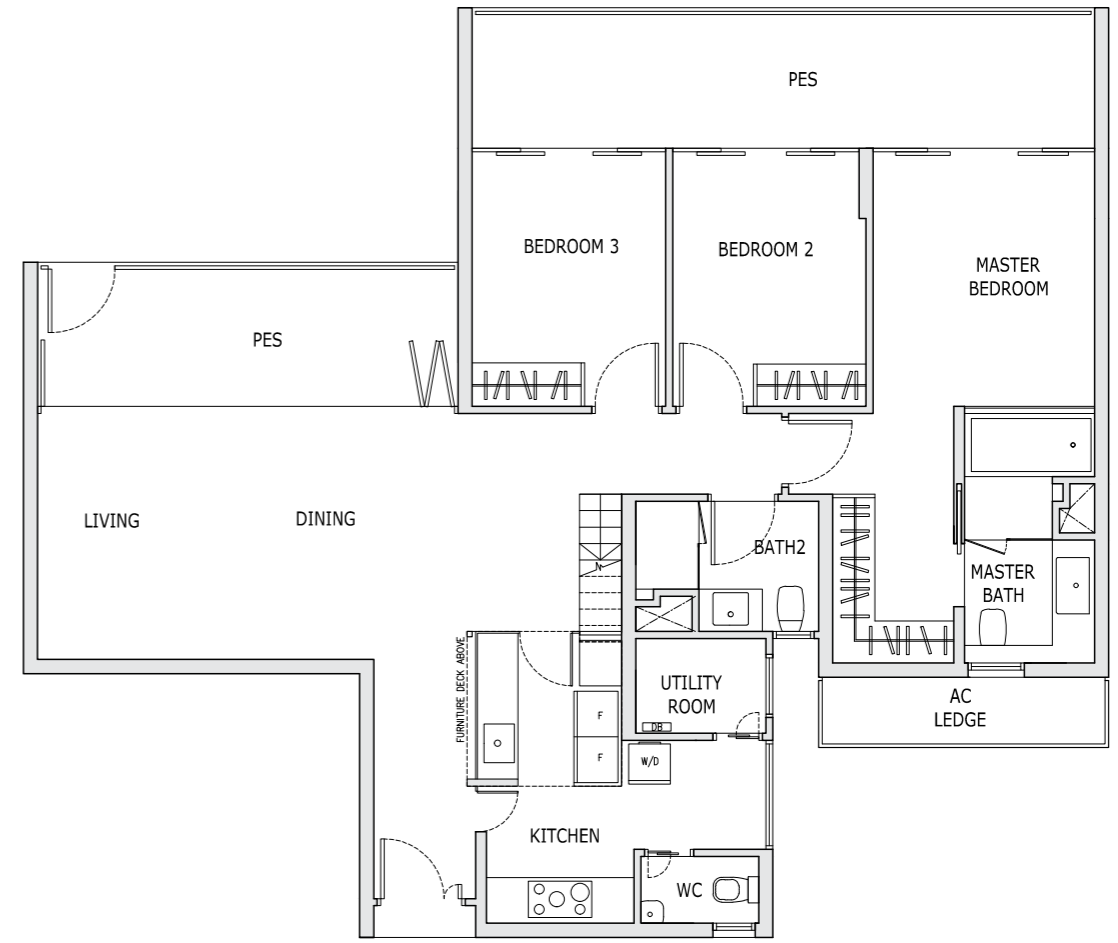 PES
BEDROOM 3
BEDROOM 2
MASTER
BEDROOM
PES
LIVING
DINING
BATH2
MASTER
BATH
FURNITURE DECK ABOVE
UTILITY
ROOM
DB
AC
LEDGE
F
F
W/D
KITCHEN
WC